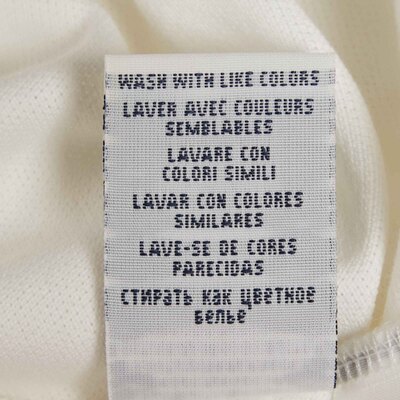 WASH WITH LIKE COLORS
LAVER AVEC COULEURS
SEMBLABLES
LAVARE CON
COLORI SIMILI
LAVAR CON COLORES
SIMILARES
LAVE-SE DE CORES
PARECIDAS
СТИРАТЬ КАК ЦВЕТНОЕ
БЕЛЬЕ